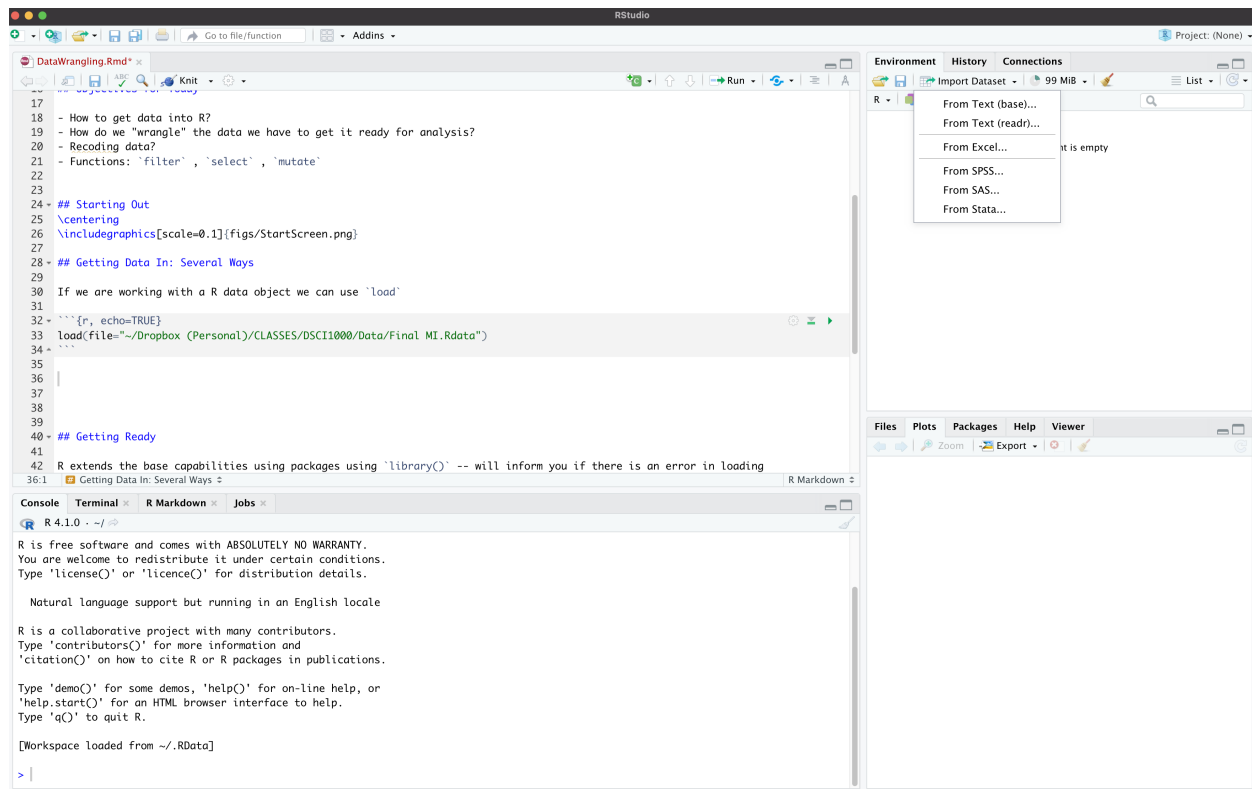 RStudio
Go to file/function
Addins
Project: (None)
DataWrangling.Rmd*
ABC
Knit
Run
## Objectives for Today
17
18 - How to get data into R?
19 - How do we "wrangle" the data we have to get it ready for analysis?
20 - Recoding data?
21 - Functions: `filter` , `select` , `mutate`
22
23
24 ## Starting Out
25 \centering
26 \includegraphics[scale=0.1]{figs/StartScreen.png}
27
28 ## Getting Data In: Several Ways
29
30 If we are working with a R data object we can use `load`
31
32 ```{r, echo=TRUE}
33 load(file="~/Dropbox (Personal)/CLASSES/DSCI1000/Data/Final MI.Rdata")
34 ```
35
36
37
38
39
40 ## Getting Ready
41
42 R extends the base capabilities using packages using `library()` -- will inform you if there is an error in loading
36:1 # Getting Data In: Several Ways
R Markdown
Console Terminal R Markdown Jobs
R 4.1.0 · ~/
R is free software and comes with ABSOLUTELY NO WARRANTY.
You are welcome to redistribute it under certain conditions.
Type 'license()' or 'licence()' for distribution details.
Natural language support but running in an English locale
R is a collaborative project with many contributors.
Type 'contributors()' for more information and
'citation()' on how to cite R or R packages in publications.
Type 'demo()' for some demos, 'help()' for on-line help, or
'help.start()' for an HTML browser interface to help.
Type 'q()' to quit R.
[Workspace loaded from ~/.RData]
>
Environment History Connections
Import Dataset
99 MiB
List
R
From Text (base)...
From Text (readr)...
From Excel...
From SPSS...
From SAS...
From Stata...
nt is empty
Files Plots Packages Help Viewer
Zoom
Export